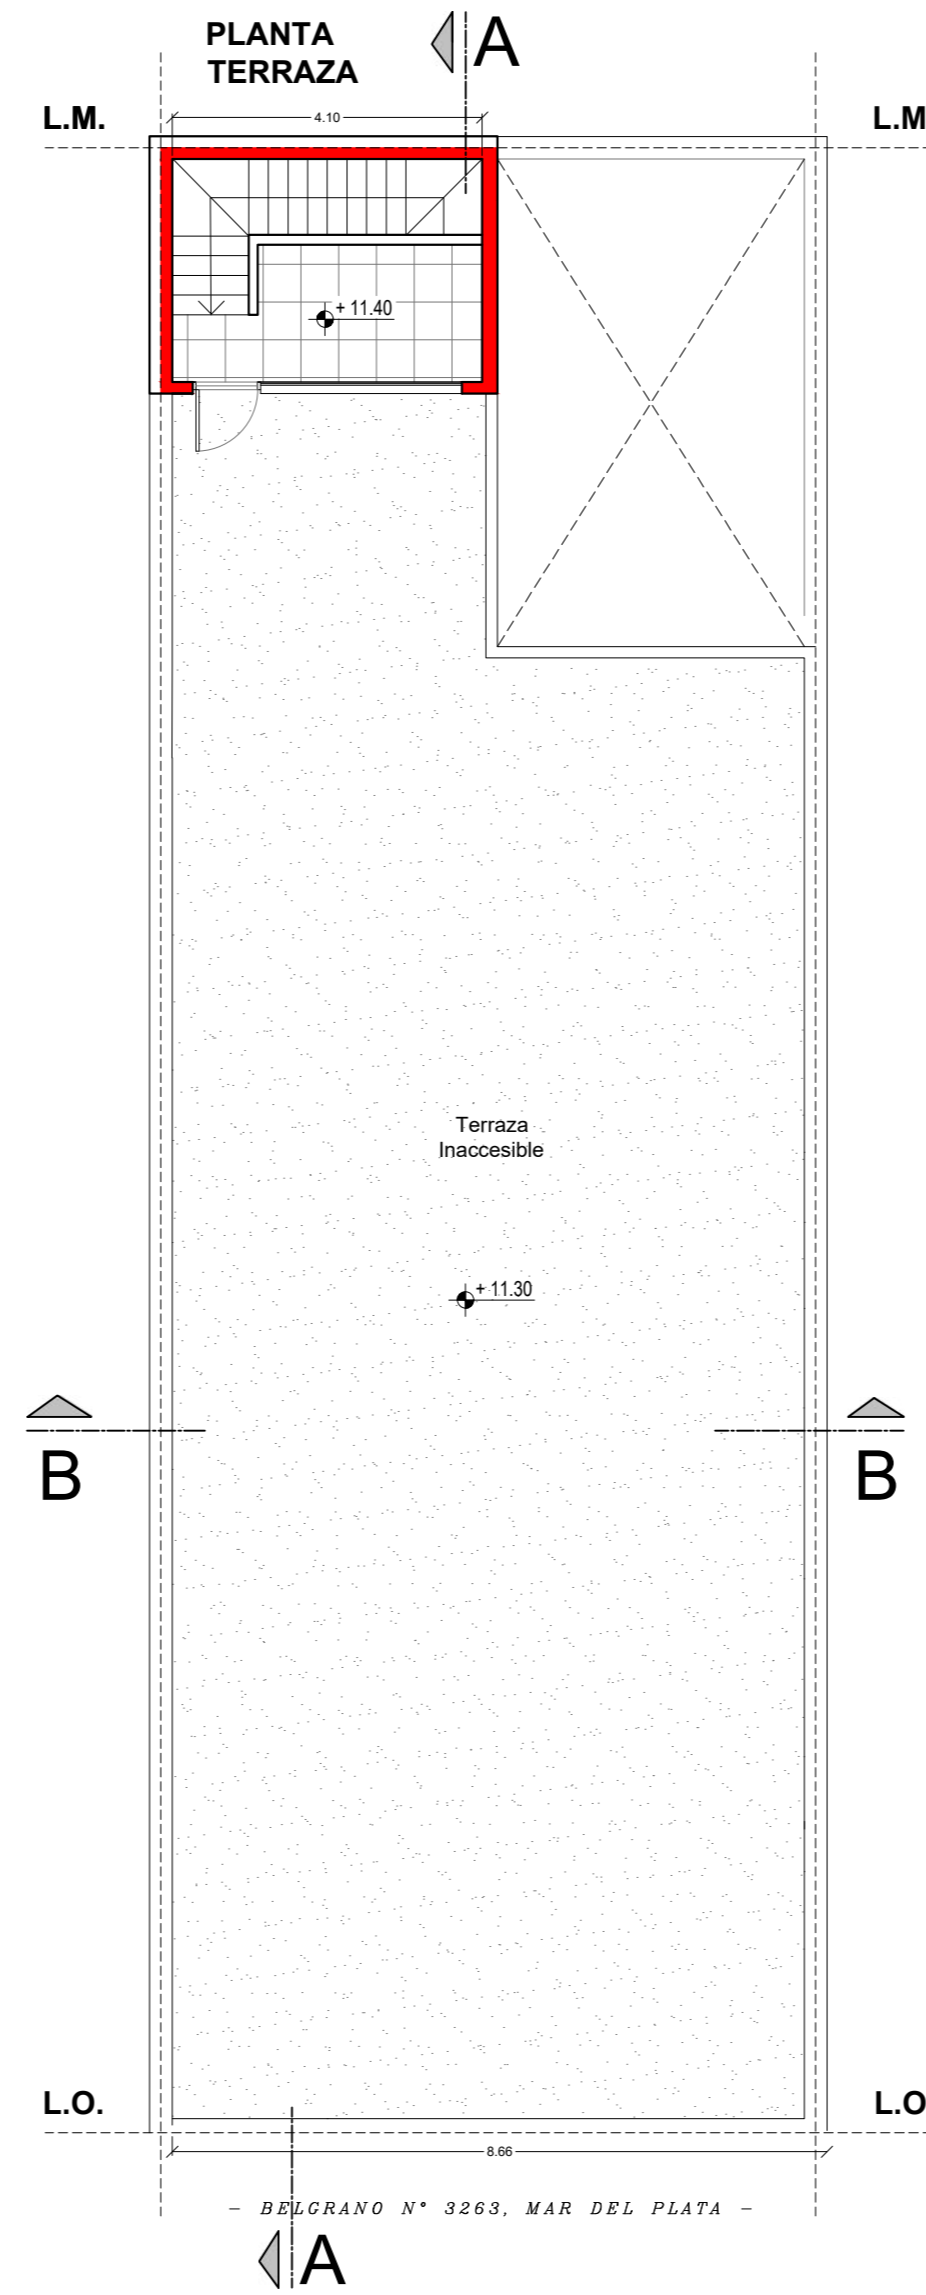 PLANTA
TERRAZA
A
L.M.
L.M
4.10
+ 11.40
Terraza
Inaccesible
+ 11.30
B
B
L.O.
L.O
8.66
– BELGRANO N° 3263, MAR DEL PLATA –
A